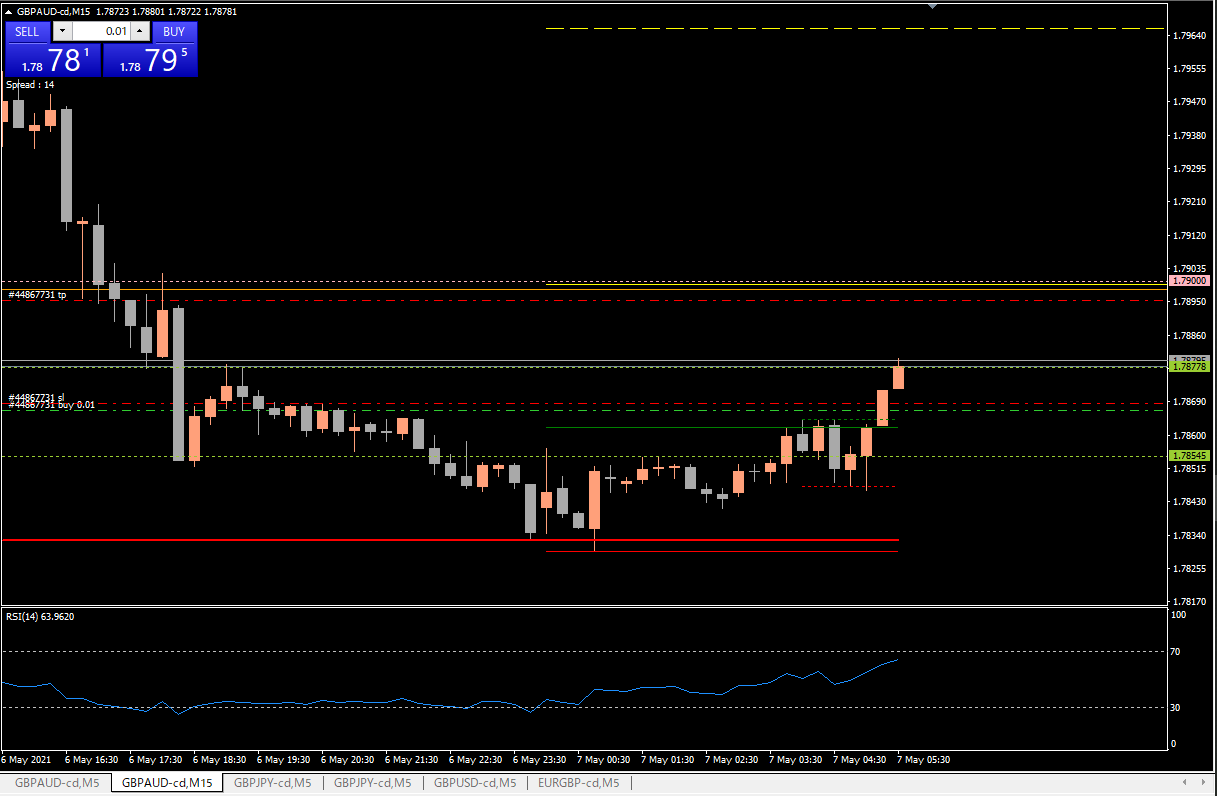 GBPAUD-cd,M15 1.78723 1.78801 1.78722 1.78781
SELL 0.01 BUY
1.78 78 1 1.78 79 5
Spread : 14
1.79640
1.79555
1.79470
1.79380
1.79295
1.79210
1.79120
1.79035
1.79000
#44867731 tp
1.78950
1.78860
1.78795
1.78778
#44867731 sl
#44867731 buy 0.01
1.78690
1.78600
1.78545
1.78515
1.78430
1.78340
1.78255
1.78170
RSI(14) 63.9620
100
70
30
0
6 May 2021 6 May 16:30 6 May 17:30 6 May 18:30 6 May 19:30 6 May 20:30 6 May 21:30 6 May 22:30 6 May 23:30 7 May 00:30 7 May 01:30 7 May 02:30 7 May 03:30 7 May 04:30 7 May 05:30
GBPAUD-cd,M5 GBPAUD-cd,M15 GBPJPY-cd,M5 GBPJPY-cd,M5 GBPUSD-cd,M5 EURGBP-cd,M5